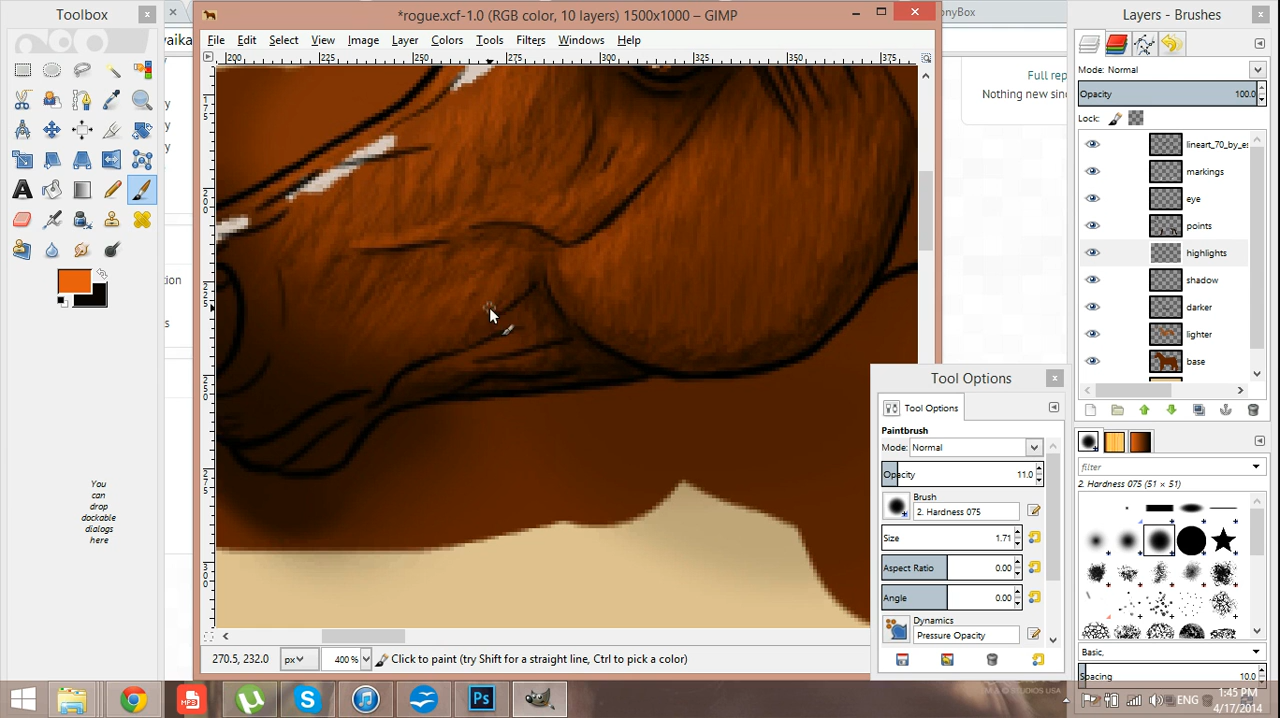 Toolbox
You
can
drop
dockable
dialogs
here
*rogue.xcf-1.0 (RGB color, 10 layers) 1500x1000 – GIMP
File Edit Select View Image Layer Colors Tools Filters Windows Help
200 225 250 275 300 325 350 375
270.5, 232.0 px 400 % Click to paint (try Shift for a straight line, Ctrl to pick a color)
onyBox
Full rep
Nothing new sinc
vaika
Tool Options
Tool Options
Paintbrush
Mode: Normal
Opacity 11.0
Brush
2. Hardness 075
Size 1.71
Aspect Ratio 0.00
Angle 0.00
Dynamics
Pressure Opacity
Layers - Brushes
Mode: Normal
Opacity 100.0
Lock:
lineart_70_by_es
markings
eye
points
highlights
shadow
darker
lighter
base
filter
2. Hardness 075 (51 × 51)
Basic,
Spacing 10.0
MP3
Ps
ENG
1:45 PM
4/17/2014